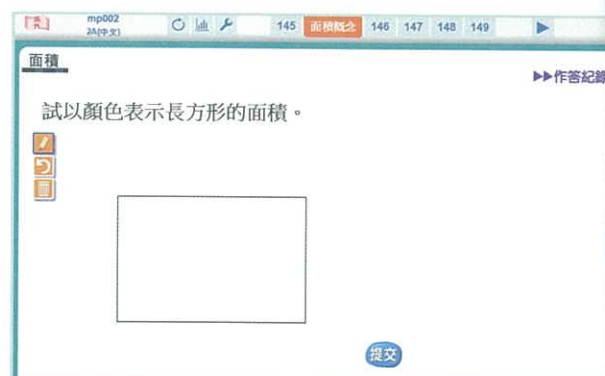 mp002
2A(中文)
145 面積概念 146 147 148 149
面積
▶▶作答紀錄
試以顏色表示長方形的面積。
提交